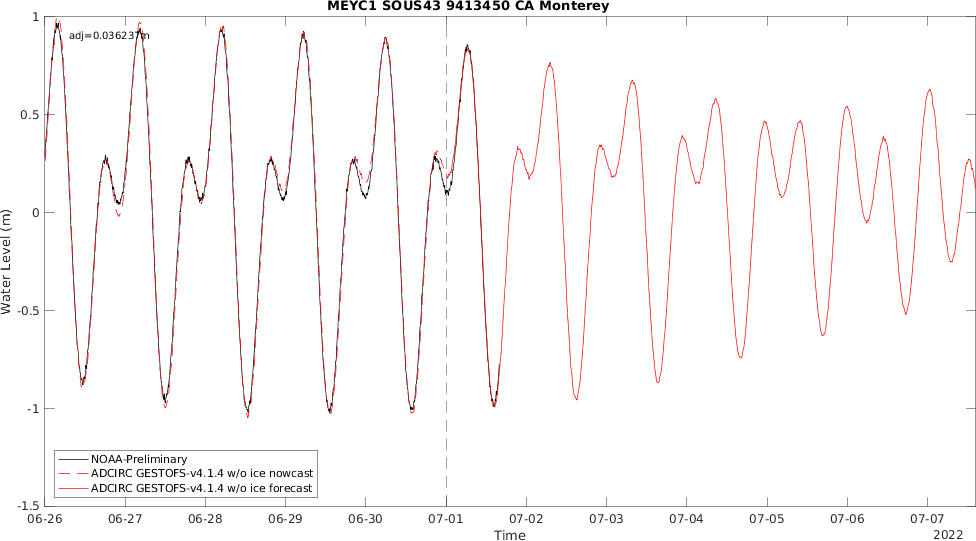 MEYC1 SOUS43 9413450 CA Monterey
adj=0.036237m
1
0.5
0
-0.5
-1
-1.5
Water Level (m)
NOAA-Preliminary
ADCIRC GESTOFS-v4.1.4 w/o ice nowcast
ADCIRC GESTOFS-v4.1.4 w/o ice forecast
06-26 06-27 06-28 06-29 06-30 07-01 07-02 07-03 07-04 07-05 07-06 07-07
Time
2022